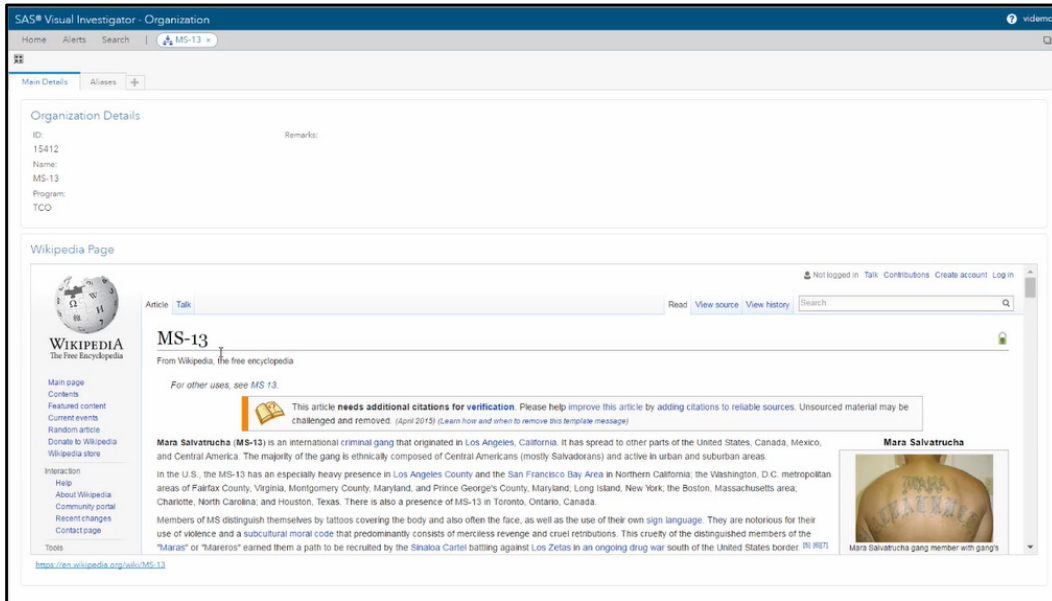 SAS® Visual Investigator - Organization
videmo
Home Alerts Search | MS-13 ×
Main Details Aliases +
Organization Details
ID:
15412
Name:
MS-13
Program:
TCO
Remarks:
Wikipedia Page
Not logged in Talk Contributions Create account Log in
Article Talk
Read View source View history Search
WIKIPEDIA
The Free Encyclopedia
Main page
Contents
Featured content
Current events
Random article
Donate to Wikipedia
Wikipedia store
Interaction
Help
About Wikipedia
Community portal
Recent changes
Contact page
Tools
MS-13
From Wikipedia, the free encyclopedia
For other uses, see MS 13.
This article needs additional citations for verification. Please help improve this article by adding citations to reliable sources. Unsourced material may be
challenged and removed. (April 2015) (Learn how and when to remove this template message)
Mara Salvatrucha (MS-13) is an international criminal gang that originated in Los Angeles, California. It has spread to other parts of the United States, Canada, Mexico,
and Central America. The majority of the gang is ethnically composed of Central Americans (mostly Salvadorans) and active in urban and suburban areas.
In the U.S., the MS-13 has an especially heavy presence in Los Angeles County and the San Francisco Bay Area in Northern California; the Washington, D.C. metropolitan
areas of Fairfax County, Virginia, Montgomery County, Maryland, and Prince George's County, Maryland; Long Island, New York; the Boston, Massachusetts area;
Charlotte, North Carolina; and Houston, Texas. There is also a presence of MS-13 in Toronto, Ontario, Canada.
Members of MS distinguish themselves by tattoos covering the body and also often the face, as well as the use of their own sign language. They are notorious for their
use of violence and a subcultural moral code that predominantly consists of merciless revenge and cruel retributions. This cruelty of the distinguished members of the
"Maras" or "Mareros" earned them a path to be recruited by the Sinaloa Cartel battling against Los Zetas in an ongoing drug war south of the United States border. [5] [6][7]
Mara Salvatrucha
MARA
Mara Salvatrucha gang member with gang's
https://en.wikipedia.org/wiki/MS-13